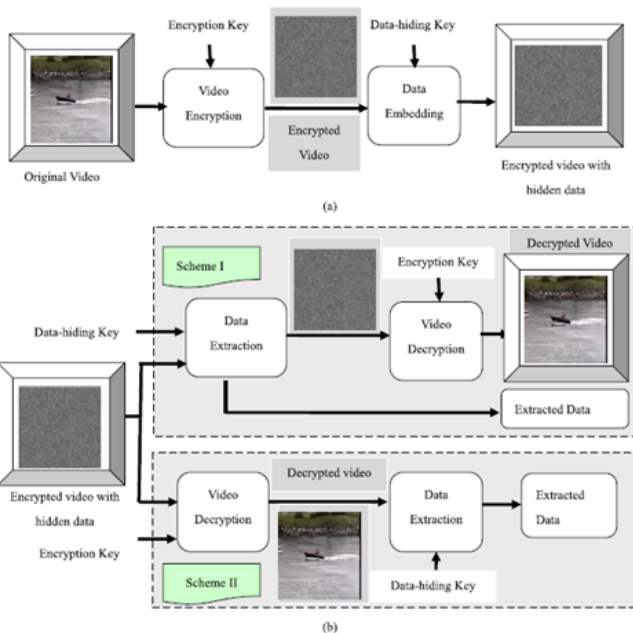 Encryption Key
Data-hiding Key
Video
Encryption
Data
Embedding
Encrypted
Video
Original Video
Encrypted video with
hidden data
(a)
Decrypted Video
Scheme I
Encryption Key
Data-hiding Key
Data
Extraction
Video
Decryption
Extracted Data
Encrypted video with
hidden data
Decrypted video
Video
Decryption
Data
Extraction
Extracted
Data
Encryption Key
Scheme II
Data-hiding Key
(b)